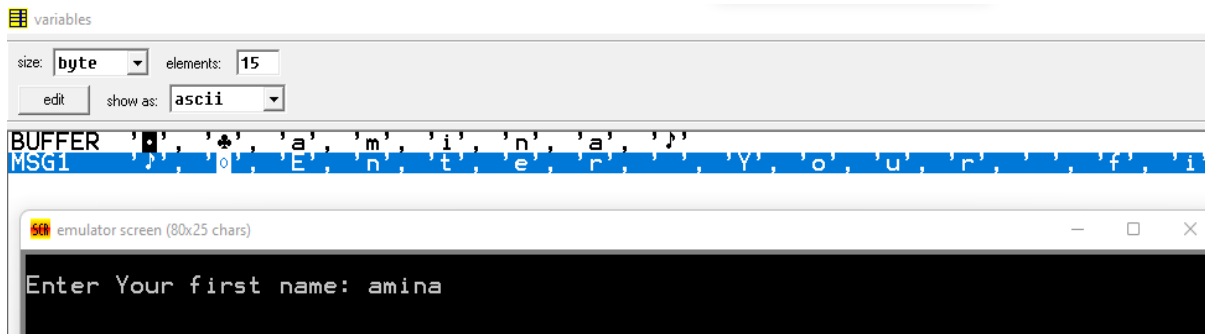 variables
size: byte elements: 15
edit show as: ascii
BUFFER '◘', '♣', 'a', 'm', 'i', 'n', 'a', '♪'
MSG1 '♪', '◙', 'E', 'n', 't', 'e', 'r', ' ', 'Y', 'o', 'u', 'r', ' ', 'f', 'i'
SCR emulator screen (80x25 chars)
Enter Your first name: amina